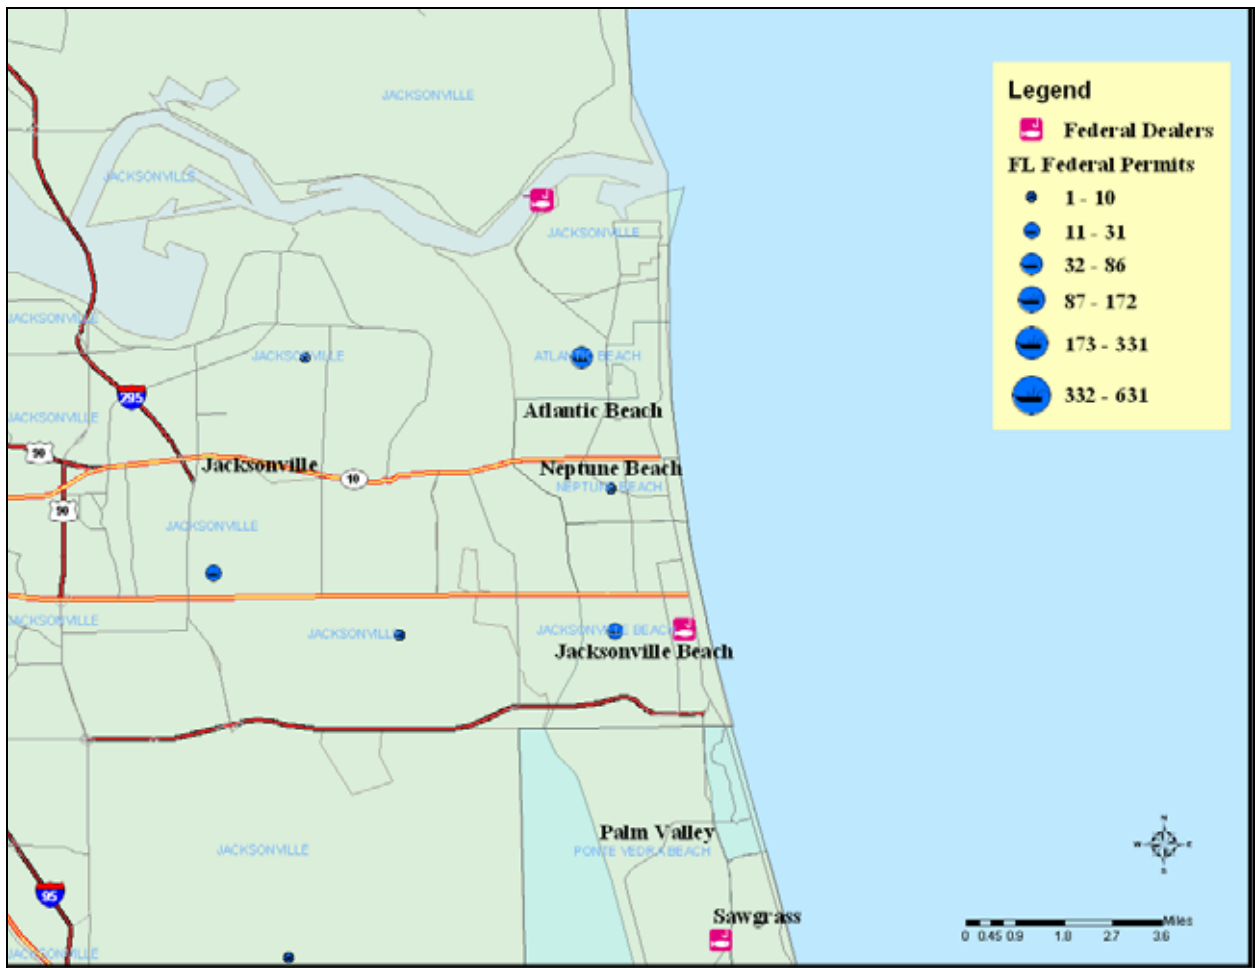 JACKSONVILLE
Legend
Federal Dealers
FL Federal Permits
1 - 10
11 - 31
32 - 86
87 - 172
173 - 331
332 - 631
JACKSONVILLE
JACKSONVILLE
JACKSONVILLE
JACKSONVILLE
ATLANTIC BEACH
295
Atlantic Beach
JACKSONVILLE
90
Jacksonville
10
Neptune Beach
NEPTUNE BEACH
90
JACKSONVILLE
JACKSONVILLE
JACKSONVILLE
JACKSONVILLE BEACH
Jacksonville Beach
Palm Valley
JACKSONVILLE
PONTE VEDRA BEACH
N
W E
S
95
Sawgrass
Miles
0 0.45 0.9 1.8 2.7 3.6
JACKSONVILLE